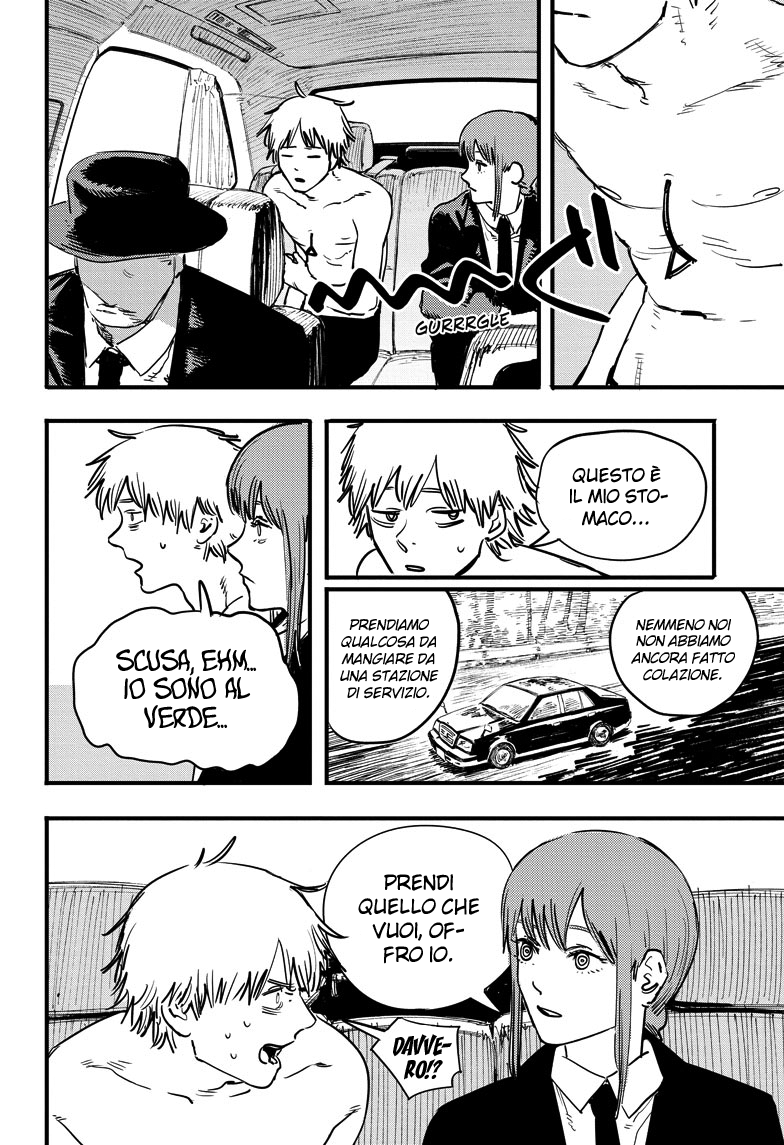 GURRRGLE
QUESTO È
IL MIO STO-
MACO...
NEMMENO NOI
NON ABBIAMO
ANCORA FATTO
COLAZIONE.
PRENDIAMO
QUALCOSA DA
MANGIARE DA
UNA STAZIONE
DI SERVIZIO.
SCUSA, EHM...
IO SONO AL
VERDE...
PRENDI
QUELLO CHE
VUOI, OF-
FRO IO.
DAVVE-
RO!?